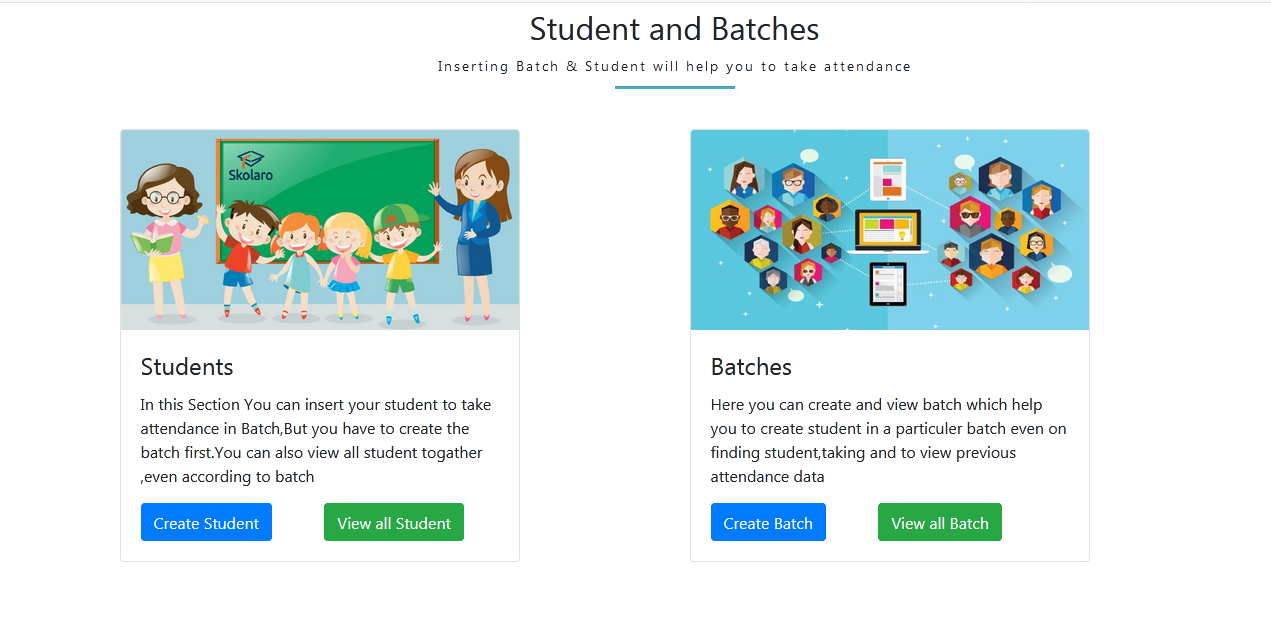 Student and Batches
Inserting Batch & Student will help you to take attendance
Skolaro
Students
In this Section You can insert your student to take
attendance in Batch,But you have to create the
batch first.You can also view all student togather
,even according to batch
Create Student
View all Student
Batches
Here you can create and view batch which help
you to create student in a particuler batch even on
finding student,taking and to view previous
attendance data
Create Batch
View all Batch